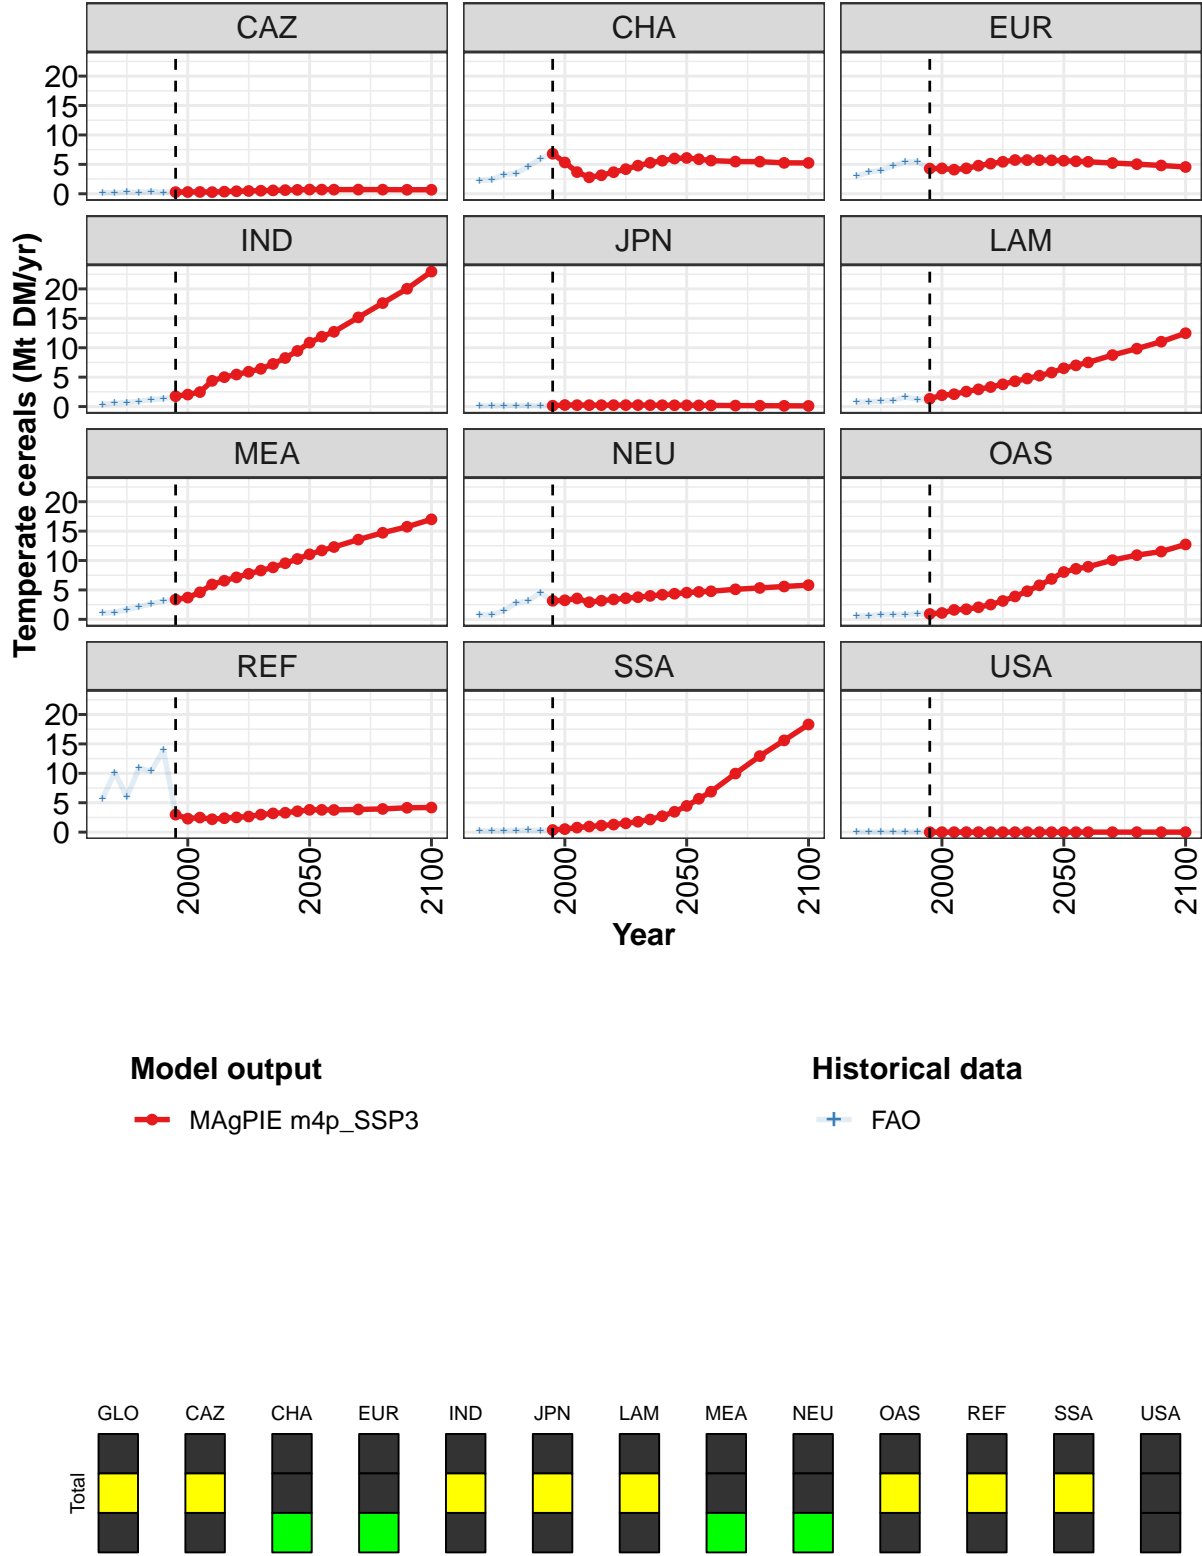 CAZ CHA EUR
20
15
10
5
0
IND JPN LAM
20
15
10
5
0
Temperate cereals (Mt DM/yr)
MEA NEU OAS
20
15
10
5
0
REF SSA USA
20
15
10
5
0
2000 2050 2100 2000 2050 2100 2000 2050 2100
Year
Model output Historical data
MAgPIE m4p_SSP3 FAO
GLO CAZ CHA EUR IND JPN LAM MEA NEU OAS REF SSA USA
Total